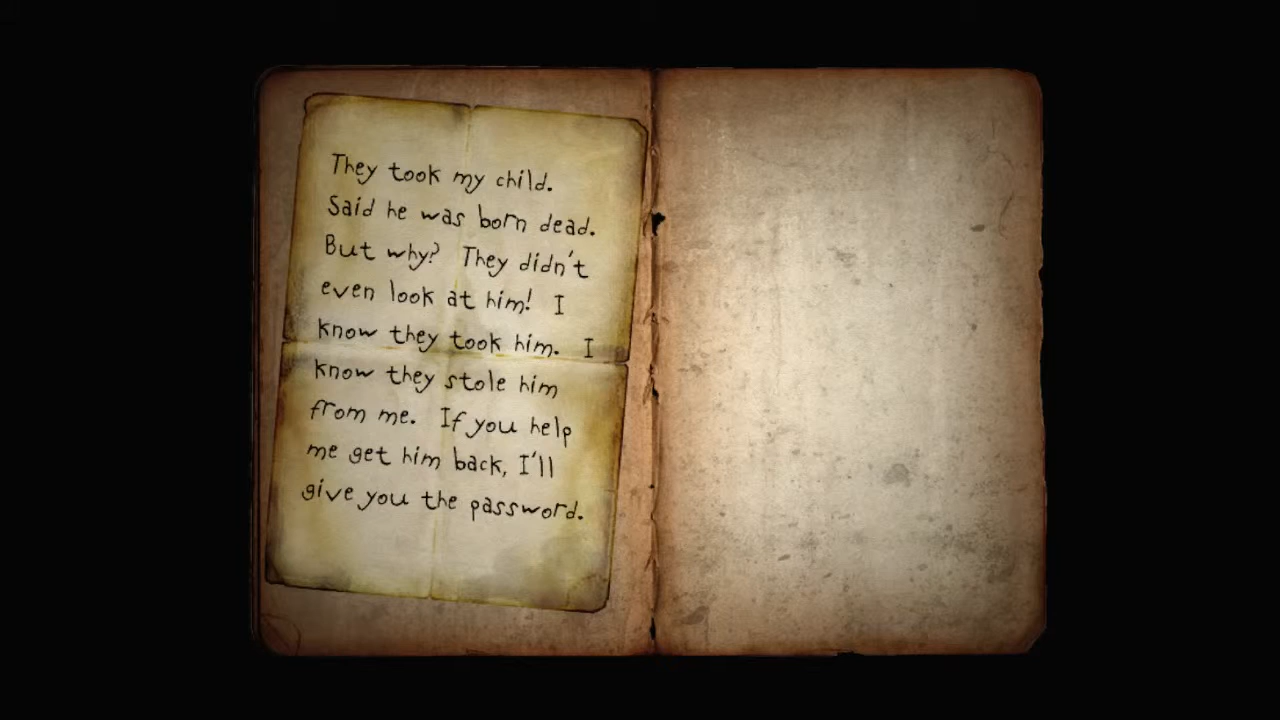 They took my child.
Said he was born dead.
But why? They didn't
even look at him! I
know they took him. I
know they stole him
from me. If you help
me get him back, I'll
give you the password.